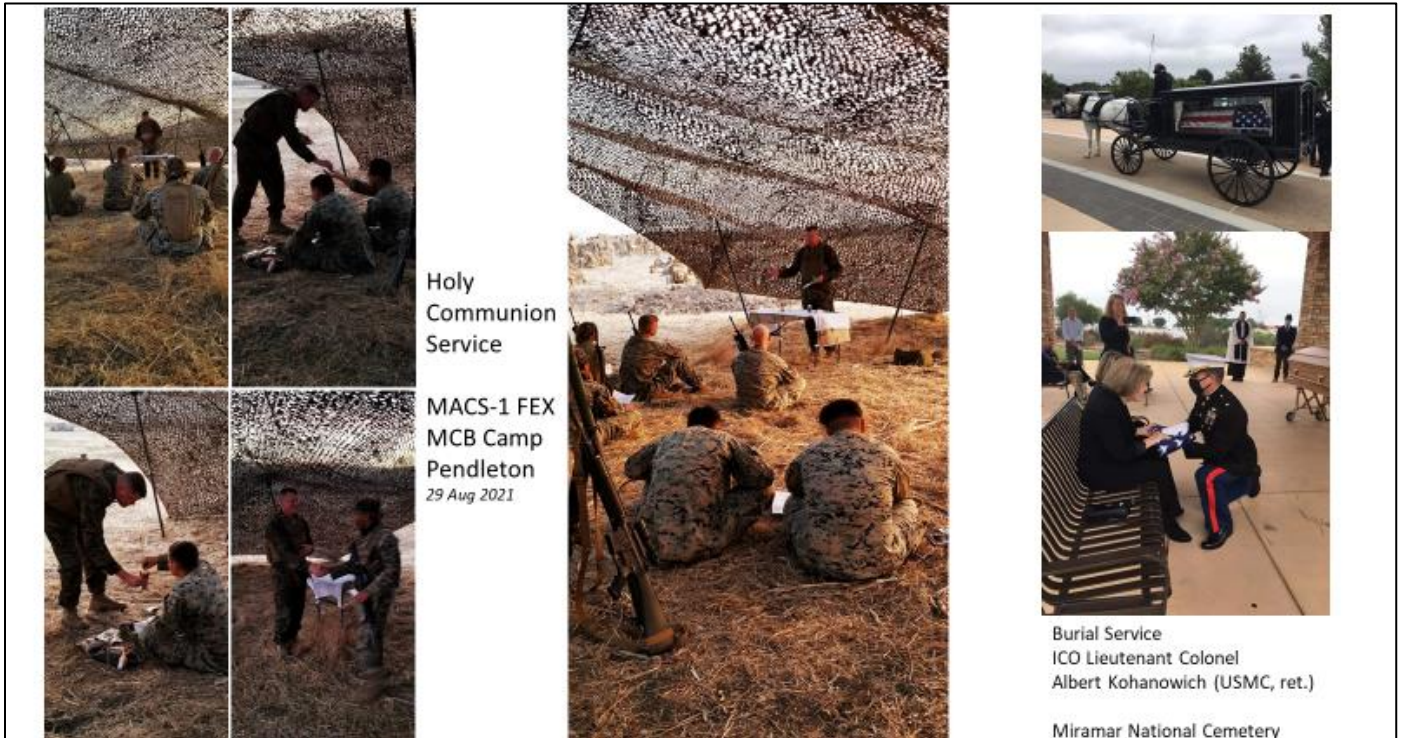 Holy
Communion
Service
MACS-1 FEX
MCB Camp
Pendleton
29 Aug 2021
Burial Service
ICO Lieutenant Colonel
Albert Kohanowich (USMC, ret.)
Miramar National Cemetery